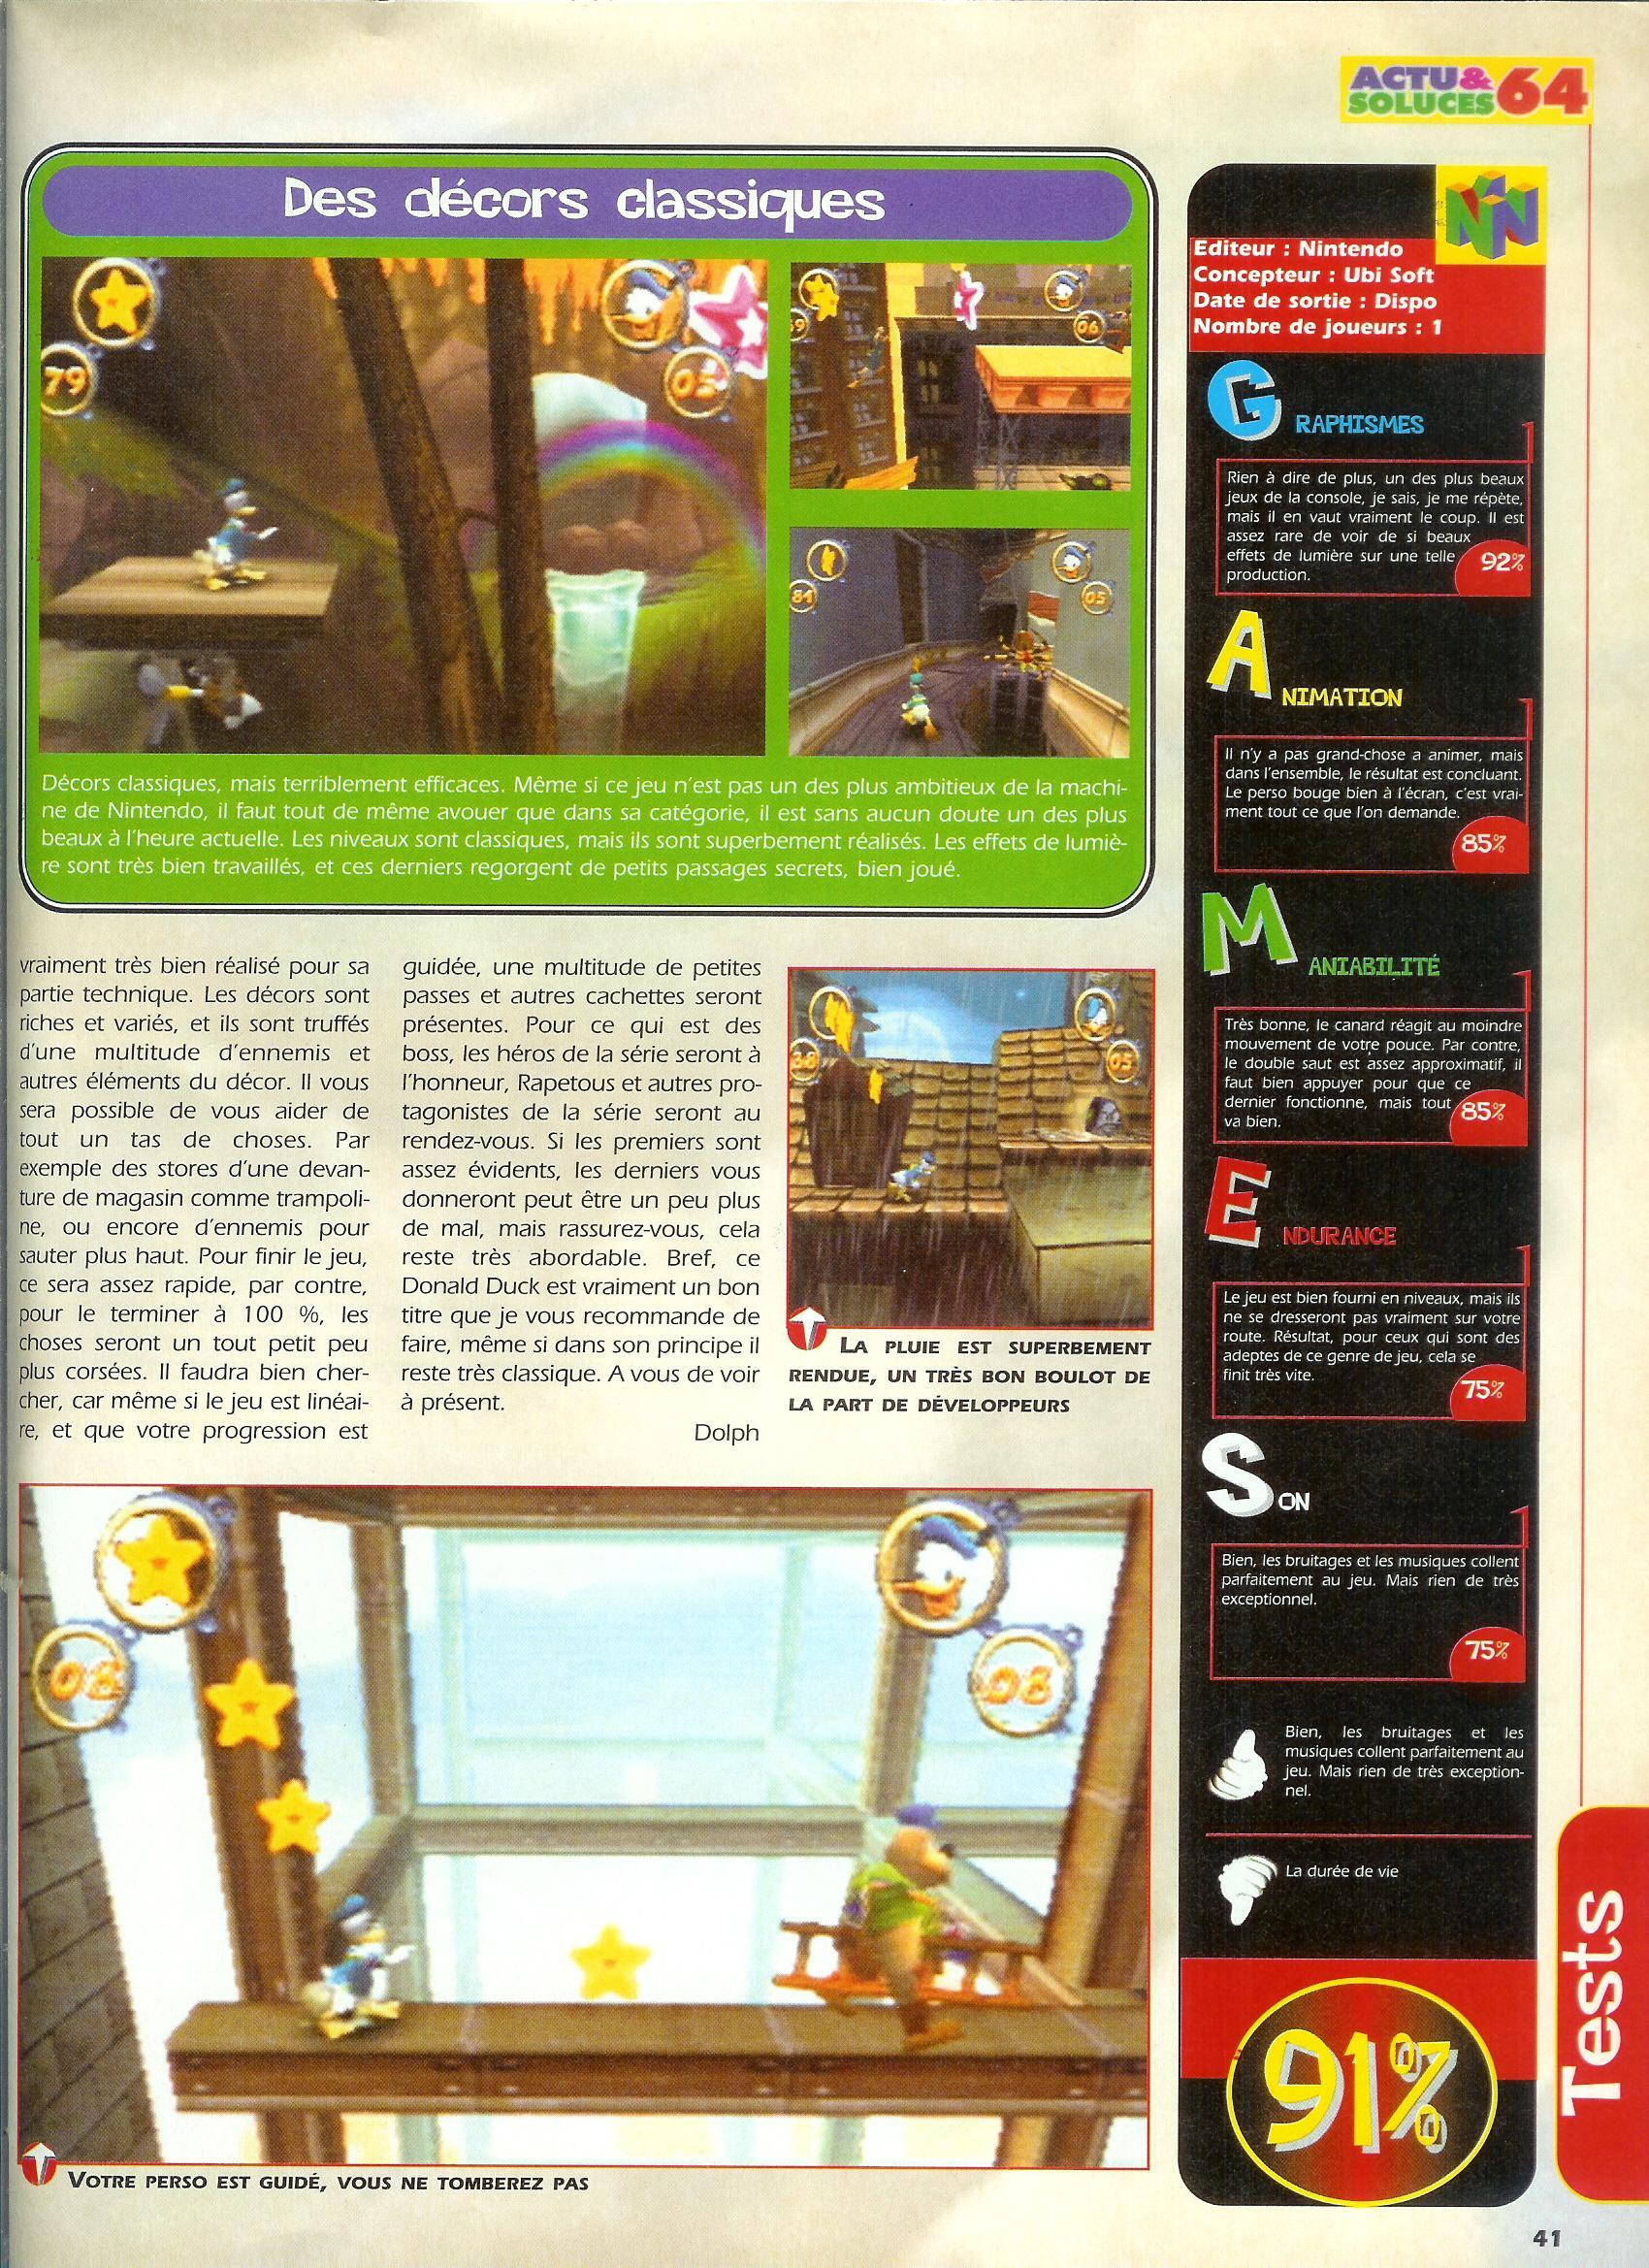 ACTU&
SOLUCES 64
Des décors classiques
79
05
69
06
84
05
Décors classiques, mais terriblement efficaces. Même si ce jeu n'est pas un des plus ambitieux de la machi-
ne de Nintendo, il faut tout de même avouer que dans sa catégorie, il est sans aucun doute un des plus
beaux à l'heure actuelle. Les niveaux sont classiques, mais ils sont superbement réalisés. Les effets de lumiè-
re sont très bien travaillés, et ces derniers regorgent de petits passages secrets, bien joué.
vraiment très bien réalisé pour sa
partie technique. Les décors sont
riches et variés, et ils sont truffés
d'une multitude d'ennemis et
autres éléments du décor. Il vous
sera possible de vous aider de
tout un tas de choses. Par
exemple des stores d'une devan-
ture de magasin comme trampoli-
ne, ou encore d'ennemis pour
sauter plus haut. Pour finir le jeu,
ce sera assez rapide, par contre,
pour le terminer à 100 %, les
choses seront un tout petit peu
plus corsées. Il faudra bien cher-
cher, car même si le jeu est linéai-
re, et que votre progression est
guidée, une multitude de petites
passes et autres cachettes seront
présentes. Pour ce qui est des
boss, les héros de la série seront à
l'honneur, Rapetous et autres pro-
tagonistes de la série seront au
rendez-vous. Si les premiers sont
assez évidents, les derniers vous
donneront peut être un peu plus
de mal, mais rassurez-vous, cela
reste très abordable. Bref, ce
Donald Duck est vraiment un bon
titre que je vous recommande de
faire, même si dans son principe il
reste très classique. A vous de voir
à présent.
Dolph
05
LA PLUIE EST SUPERBEMENT
RENDUE, UN TRÈS BON BOULOT DE
LA PART DE DÉVELOPPEURS
VOTRE PERSO EST GUIDÉ, VOUS NE TOMBEREZ PAS
Editeur : Nintendo
Concepteur : Ubi Soft
Date de sortie : Dispo
Nombre de joueurs : 1
GRAPHISMES
Rien à dire de plus, un des plus beaux
jeux de la console, je sais, je me répète,
mais il en vaut vraiment le coup. Il est
assez rare de voir de si beaux
effets de lumière sur une telle
production.
92%
ANIMATION
Il n'y a pas grand-chose a animer, mais
dans l'ensemble, le résultat est concluant.
Le perso bouge bien à l'écran, c'est vrai-
ment tout ce que l'on demande.
85%
MANIABILITÉ
Très bonne, le canard réagit au moindre
mouvement de votre pouce. Par contre,
le double saut est assez approximatif, il
faut bien appuyer pour que ce
dernier fonctionne, mais tout
va bien.
85%
ENDURANCE
Le jeu est bien fourni en niveaux, mais ils
ne se dresseront pas vraiment sur votre
route. Résultat, pour ceux qui sont des
adeptes de ce genre de jeu, cela se
finit très vite.
75%
SON
Bien, les bruitages et les musiques collent
parfaitement au jeu. Mais rien de très
exceptionnel.
75%
Bien, les bruitages et les
musiques collent parfaitement au
jeu. Mais rien de très exception-
nel.
La durée de vie
91%
Tests
41